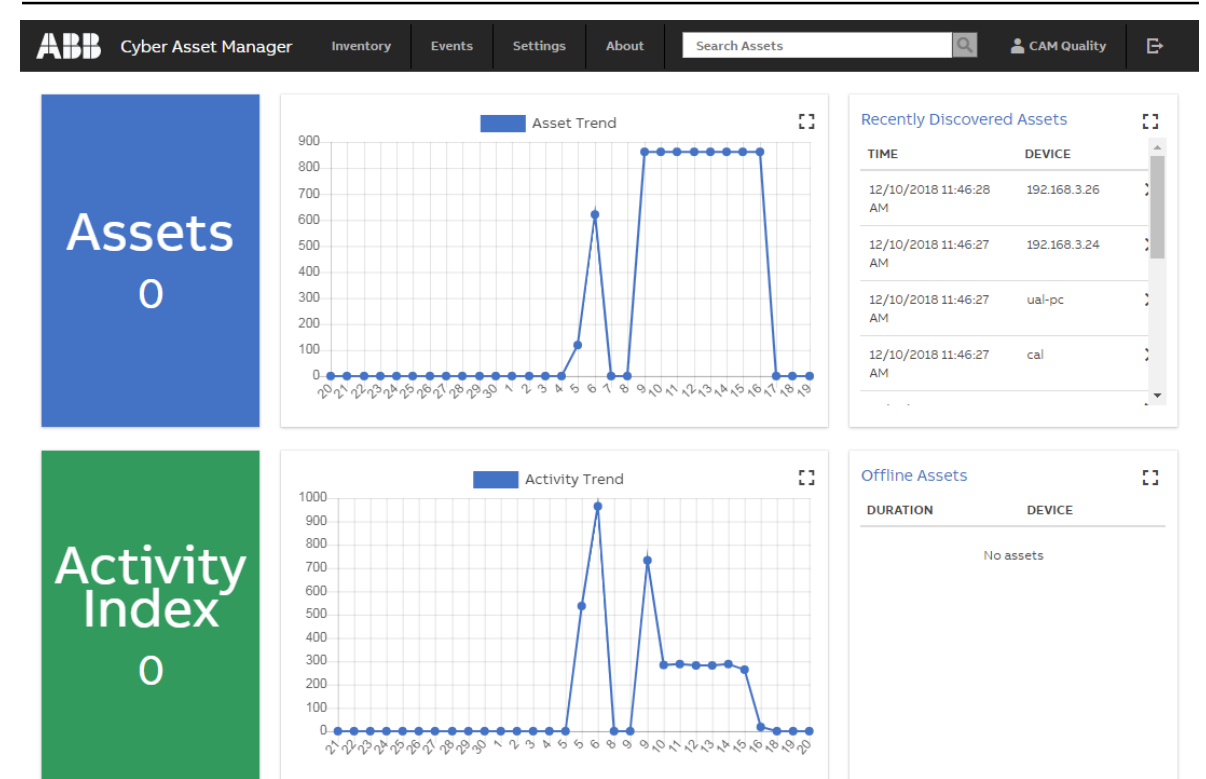 ABB Cyber Asset Manager Inventory Events Settings About Search Assets CAM Quality
Assets
0
Asset Trend
900
800
700
600
500
400
300
200
100
0
20 21 22 23 24 25 26 27 28 29 30 1 2 3 4 5 6 7 8 9 10 11 12 13 14 15 16 17 18 19
Recently Discovered Assets
TIME DEVICE
12/10/2018 11:46:28 192.168.3.26
AM
12/10/2018 11:46:27 192.168.3.24
AM
12/10/2018 11:46:27 ual-pc
AM
12/10/2018 11:46:27 cal
AM
Activity
Index
0
Activity Trend
1000
900
800
700
600
500
400
300
200
100
0
21 22 23 24 25 26 27 28 29 30 1 2 3 4 5 5 6 8 9 9 10 11 12 13 14 15 16 18 19 20
Offline Assets
DURATION DEVICE
No assets